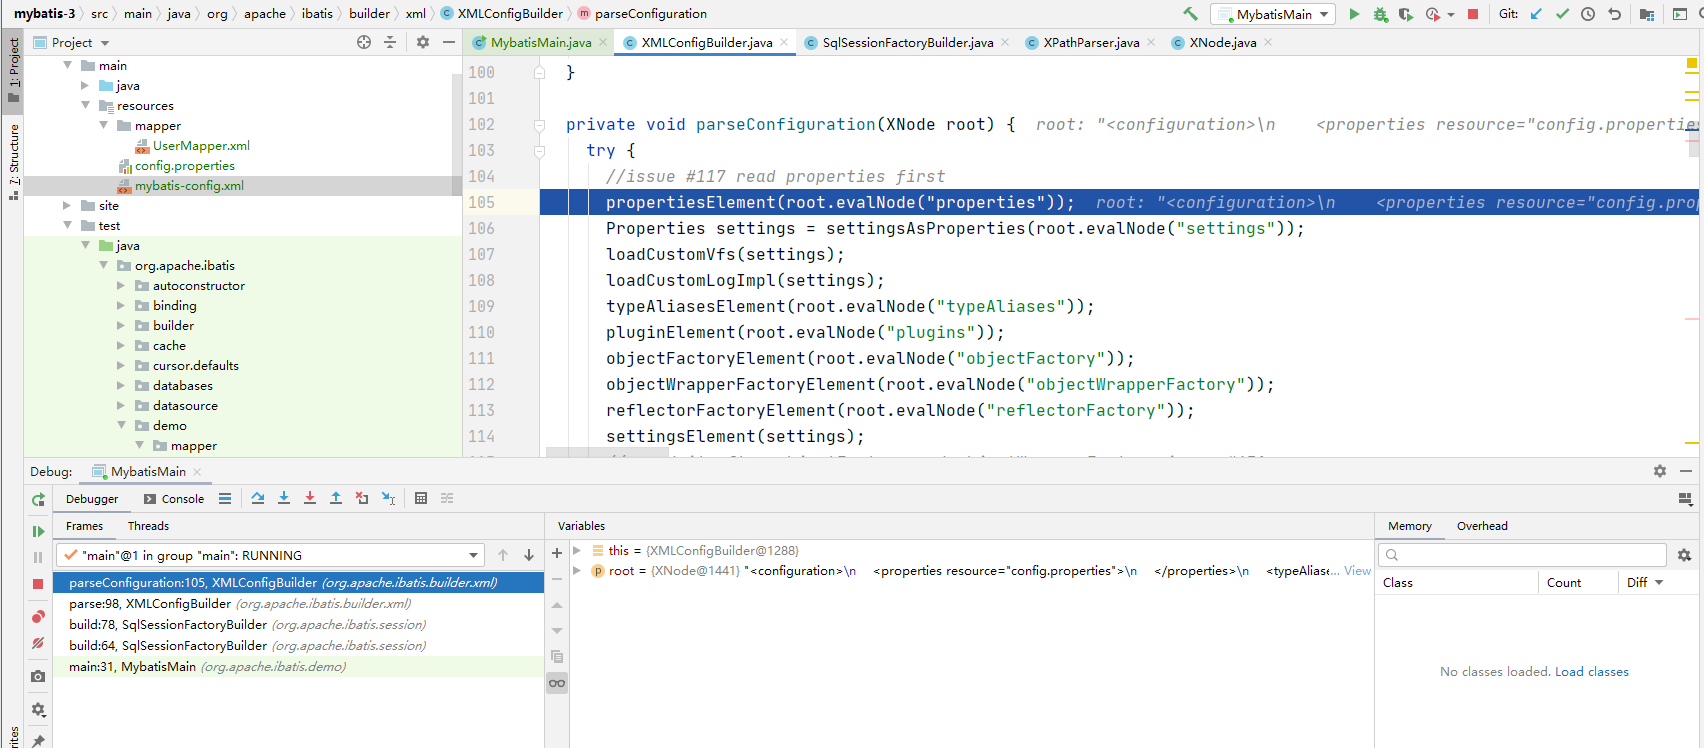 mybatis-3 src main java org apache ibatis builder xml XMLConfigBuilder parseConfiguration
MybatisMain Git:
1: Project
7: Structure
Project
main
java
resources
mapper
UserMapper.xml
config.properties
mybatis-config.xml
site
test
java
org.apache.ibatis
autoconstructor
binding
builder
cache
cursor.defaults
databases
datasource
demo
mapper
MybatisMain.java XMLConfigBuilder.java SqlSessionFactoryBuilder.java XPathParser.java XNode.java
100 }
101
102 private void parseConfiguration(XNode root) { root: "<configuration>\n <properties resource="config.properties
103 try {
104 //issue #117 read properties first
105 propertiesElement(root.evalNode("properties")); root: "<configuration>\n <properties resource="config.pro
106 Properties settings = settingsAsProperties(root.evalNode("settings"));
107 loadCustomVfs(settings);
108 loadCustomLogImpl(settings);
109 typeAliasesElement(root.evalNode("typeAliases"));
110 pluginElement(root.evalNode("plugins"));
111 objectFactoryElement(root.evalNode("objectFactory"));
112 objectWrapperFactoryElement(root.evalNode("objectWrapperFactory"));
113 reflectorFactoryElement(root.evalNode("reflectorFactory"));
114 settingsElement(settings);
Debug: MybatisMain
Debugger Console
Frames Threads
"main"@1 in group "main": RUNNING
parseConfiguration:105, XMLConfigBuilder (org.apache.ibatis.builder.xml)
parse:98, XMLConfigBuilder (org.apache.ibatis.builder.xml)
build:78, SqlSessionFactoryBuilder (org.apache.ibatis.session)
build:64, SqlSessionFactoryBuilder (org.apache.ibatis.session)
main:31, MybatisMain (org.apache.ibatis.demo)
Variables
this = {XMLConfigBuilder@1288}
root = {XNode@1441} "<configuration>\n <properties resource="config.properties">\n </properties>\n <typeAliase... View
Memory Overhead
Class Count Diff
No classes loaded. Load classes